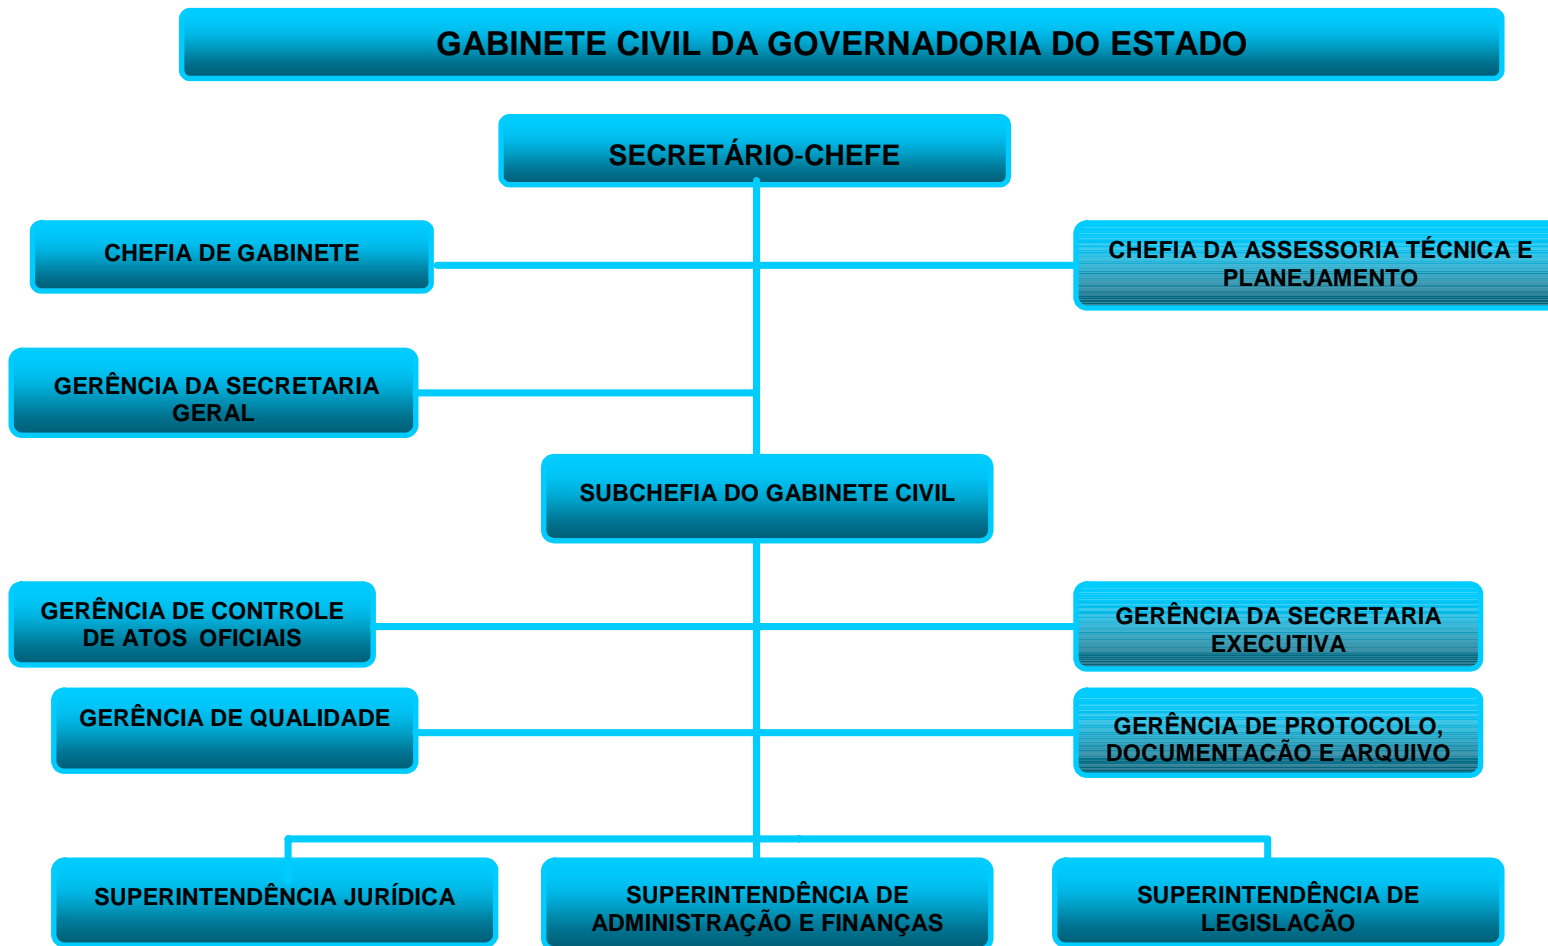 GABINETE CIVIL DA GOVERNADORIA DO ESTADO
SECRETÁRIO-CHEFE
CHEFIA DE GABINETE
CHEFIA DA ASSESSORIA TÉCNICA E
PLANEJAMENTO
GERÊNCIA DA SECRETARIA
GERAL
SUBCHEFIA DO GABINETE CIVIL
GERÊNCIA DE CONTROLE
DE ATOS OFICIAIS
GERÊNCIA DA SECRETARIA
EXECUTIVA
GERÊNCIA DE QUALIDADE
GERÊNCIA DE PROTOCOLO,
DOCUMENTACÃO E ARQUIVO
SUPERINTENDÊNCIA JURÍDICA
SUPERINTENDÊNCIA DE
ADMINISTRAÇÃO E FINANÇAS
SUPERINTENDÊNCIA DE
LEGISLACÃO